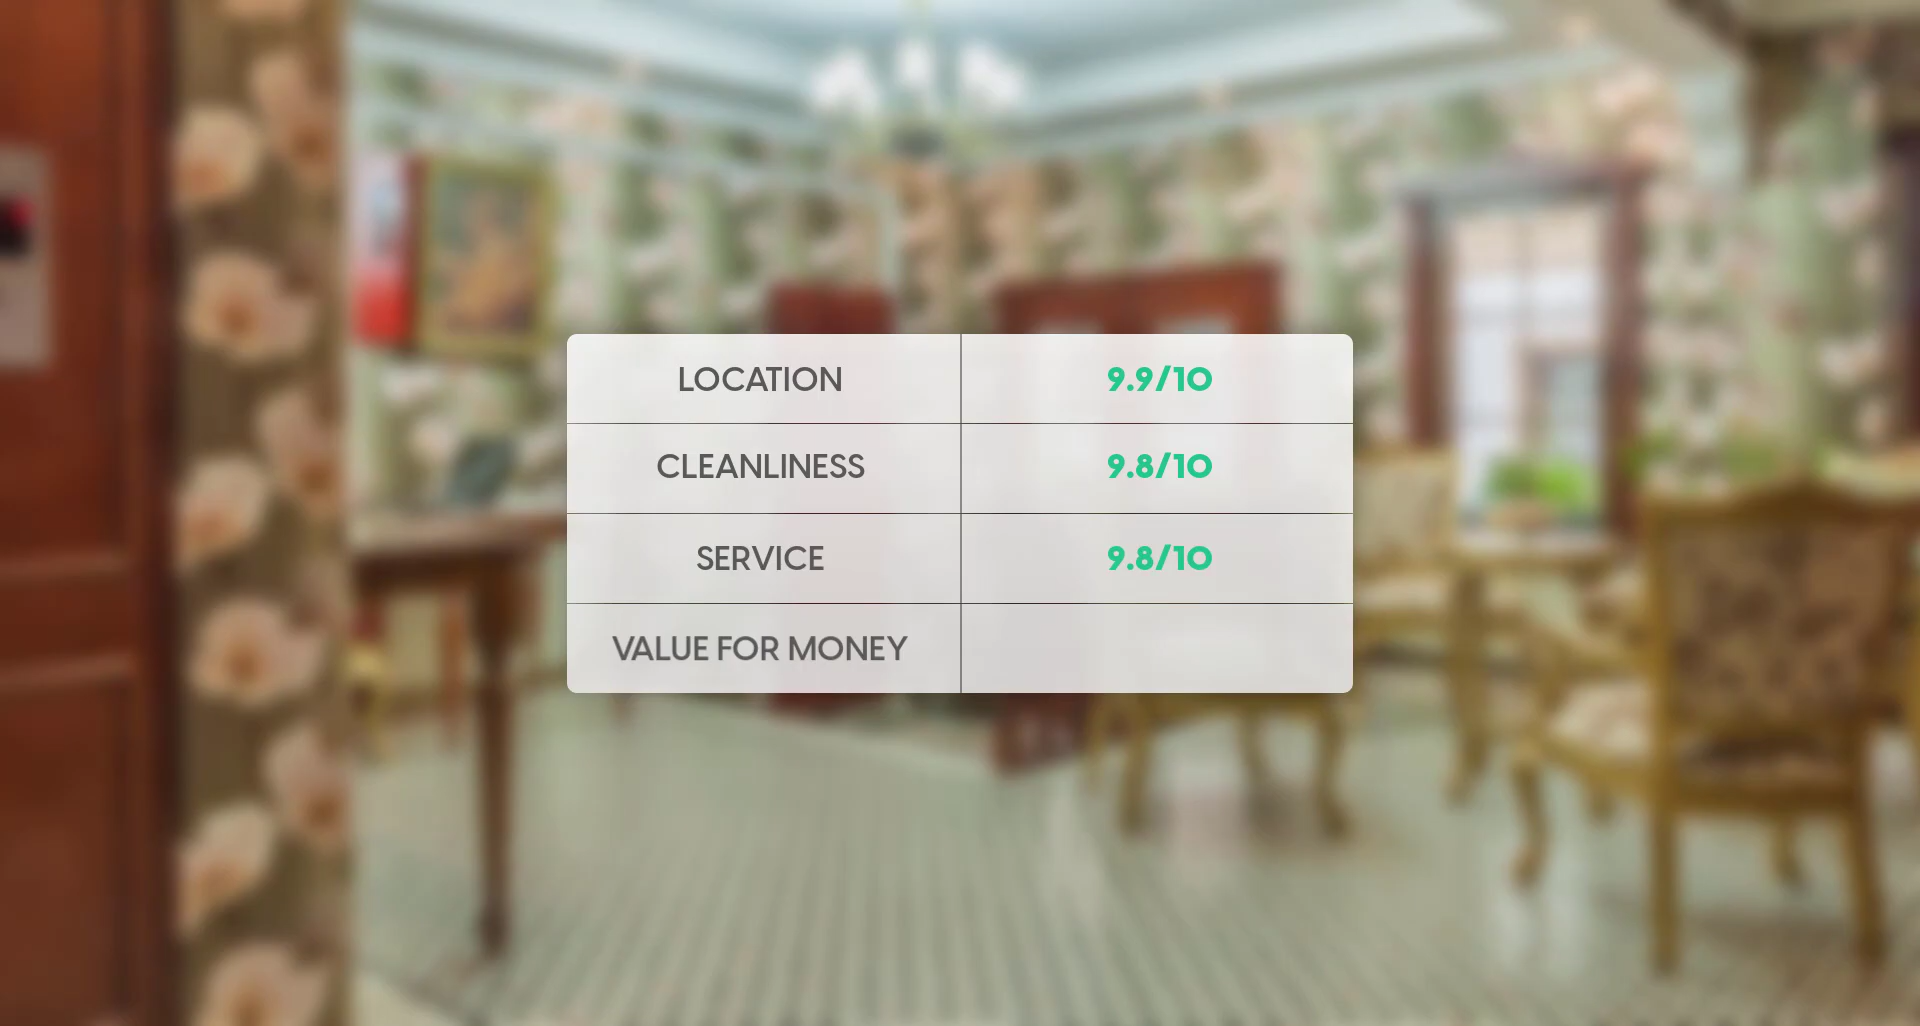 LOCATION 9.9/10
CLEANLINESS 9.8/10
SERVICE 9.8/10
VALUE FOR MONEY